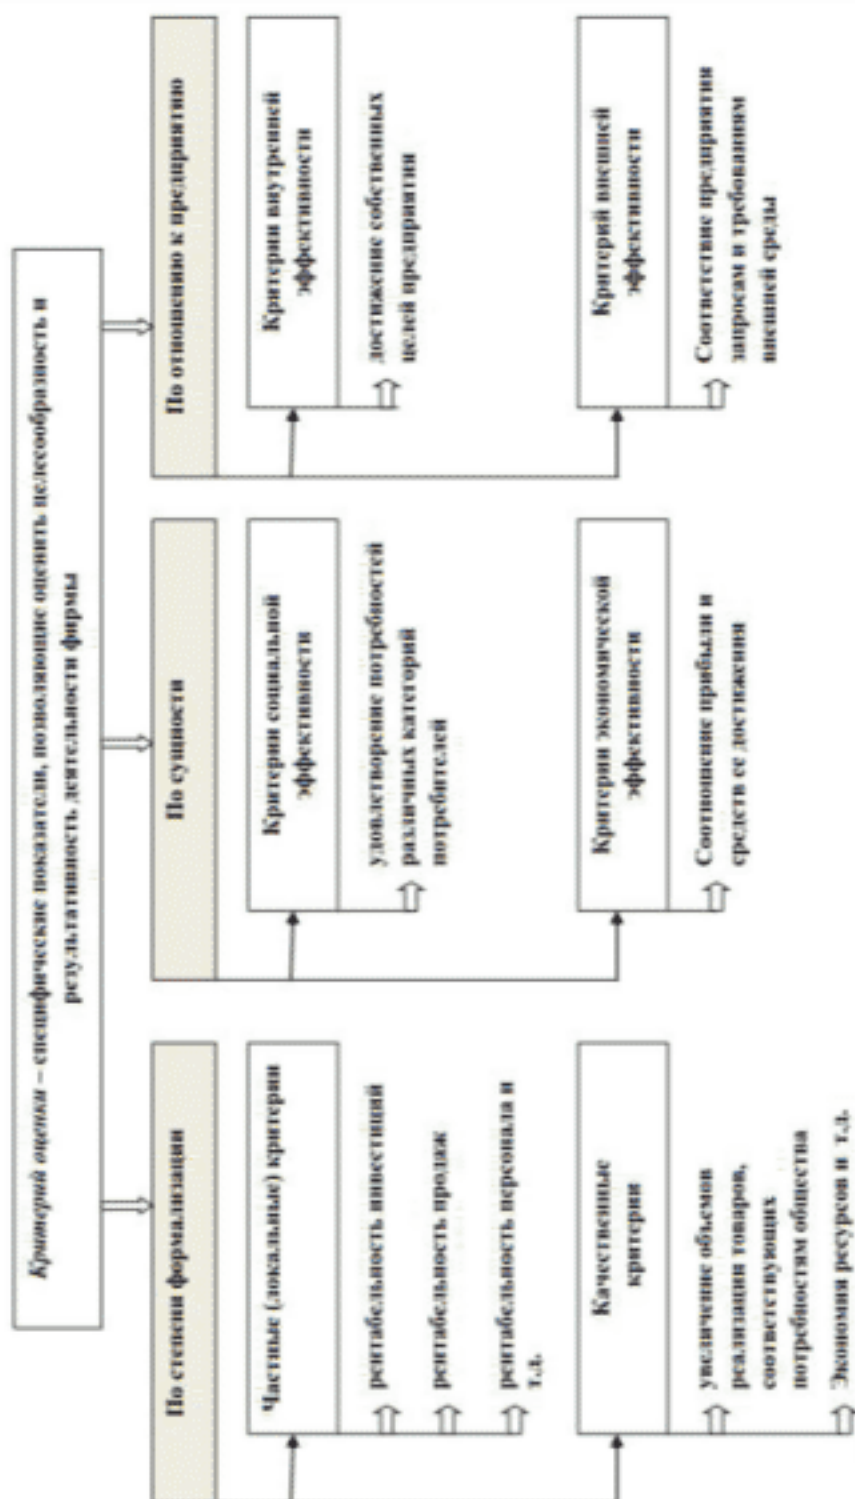 Критерий оценки – специфические показатели, позволяющие оценить целесообразность и
результативность деятельности фирмы
По степени формализации
Частные (локальные) критерии
рентабельность инвестиций
рентабельность продаж
рентабельность персонала и
т.д.
Качественные
критерии
увеличение объемов
реализации товаров,
соответствующих
потребностям общества
Экономия ресурсов и т.д.
По сущности
Критерии социальной
эффективности
удовлетворение потребностей
различных категорий
потребителей
Критерии экономической
эффективности
Соотношение прибыли и
средств ее достижения
По отношению к предприятию
Критерии внутренней
эффективности
достижение собственных
целей предприятия
Критерий внешней
эффективности
Соответствие предприятия
запросам и требованиям
внешней среды